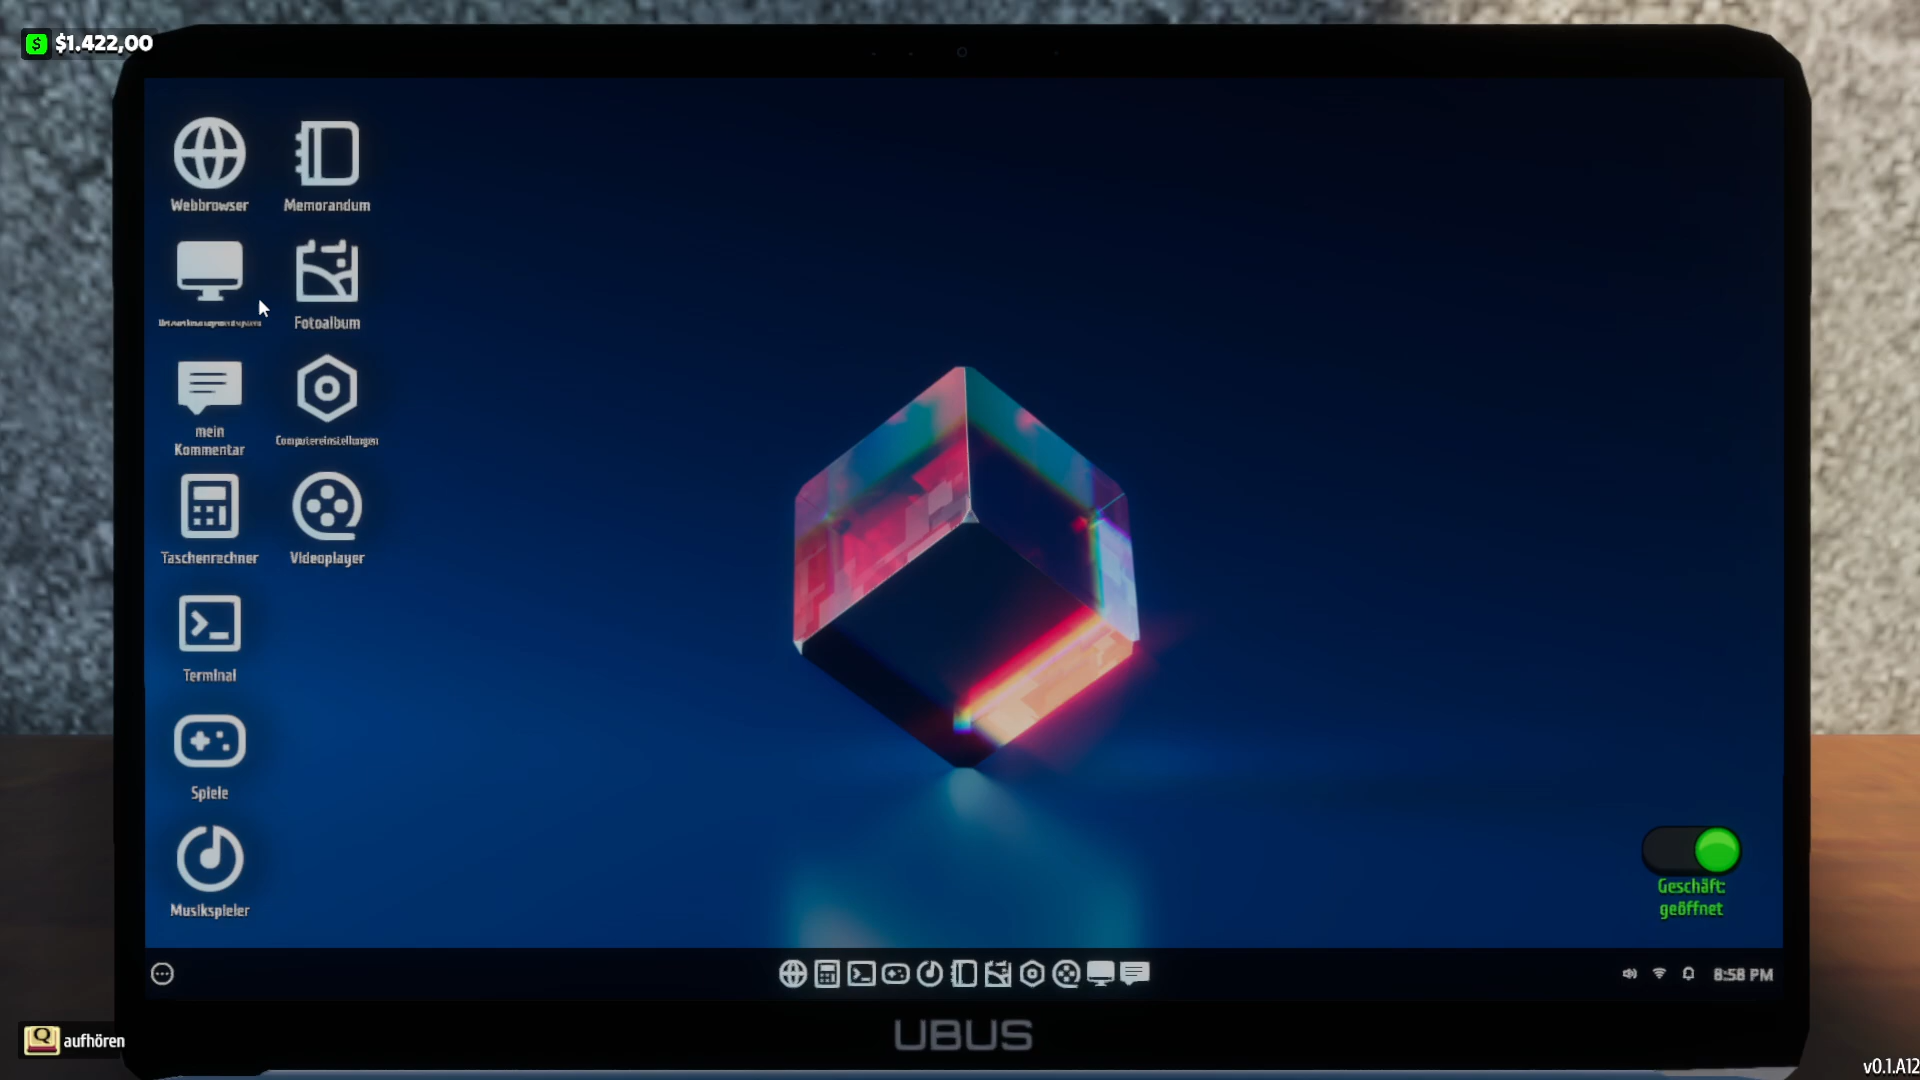 $1.422,00
Webbrowser
Memorandum
Fotoalbum
mein
Kommentar
Computereinstellungen
Taschenrechner
Videoplayer
Terminal
Spiele
Musikspieler
Geschäft:
geöffnet
8:58 PM
UBUS
Q aufhören
v0.1.A12